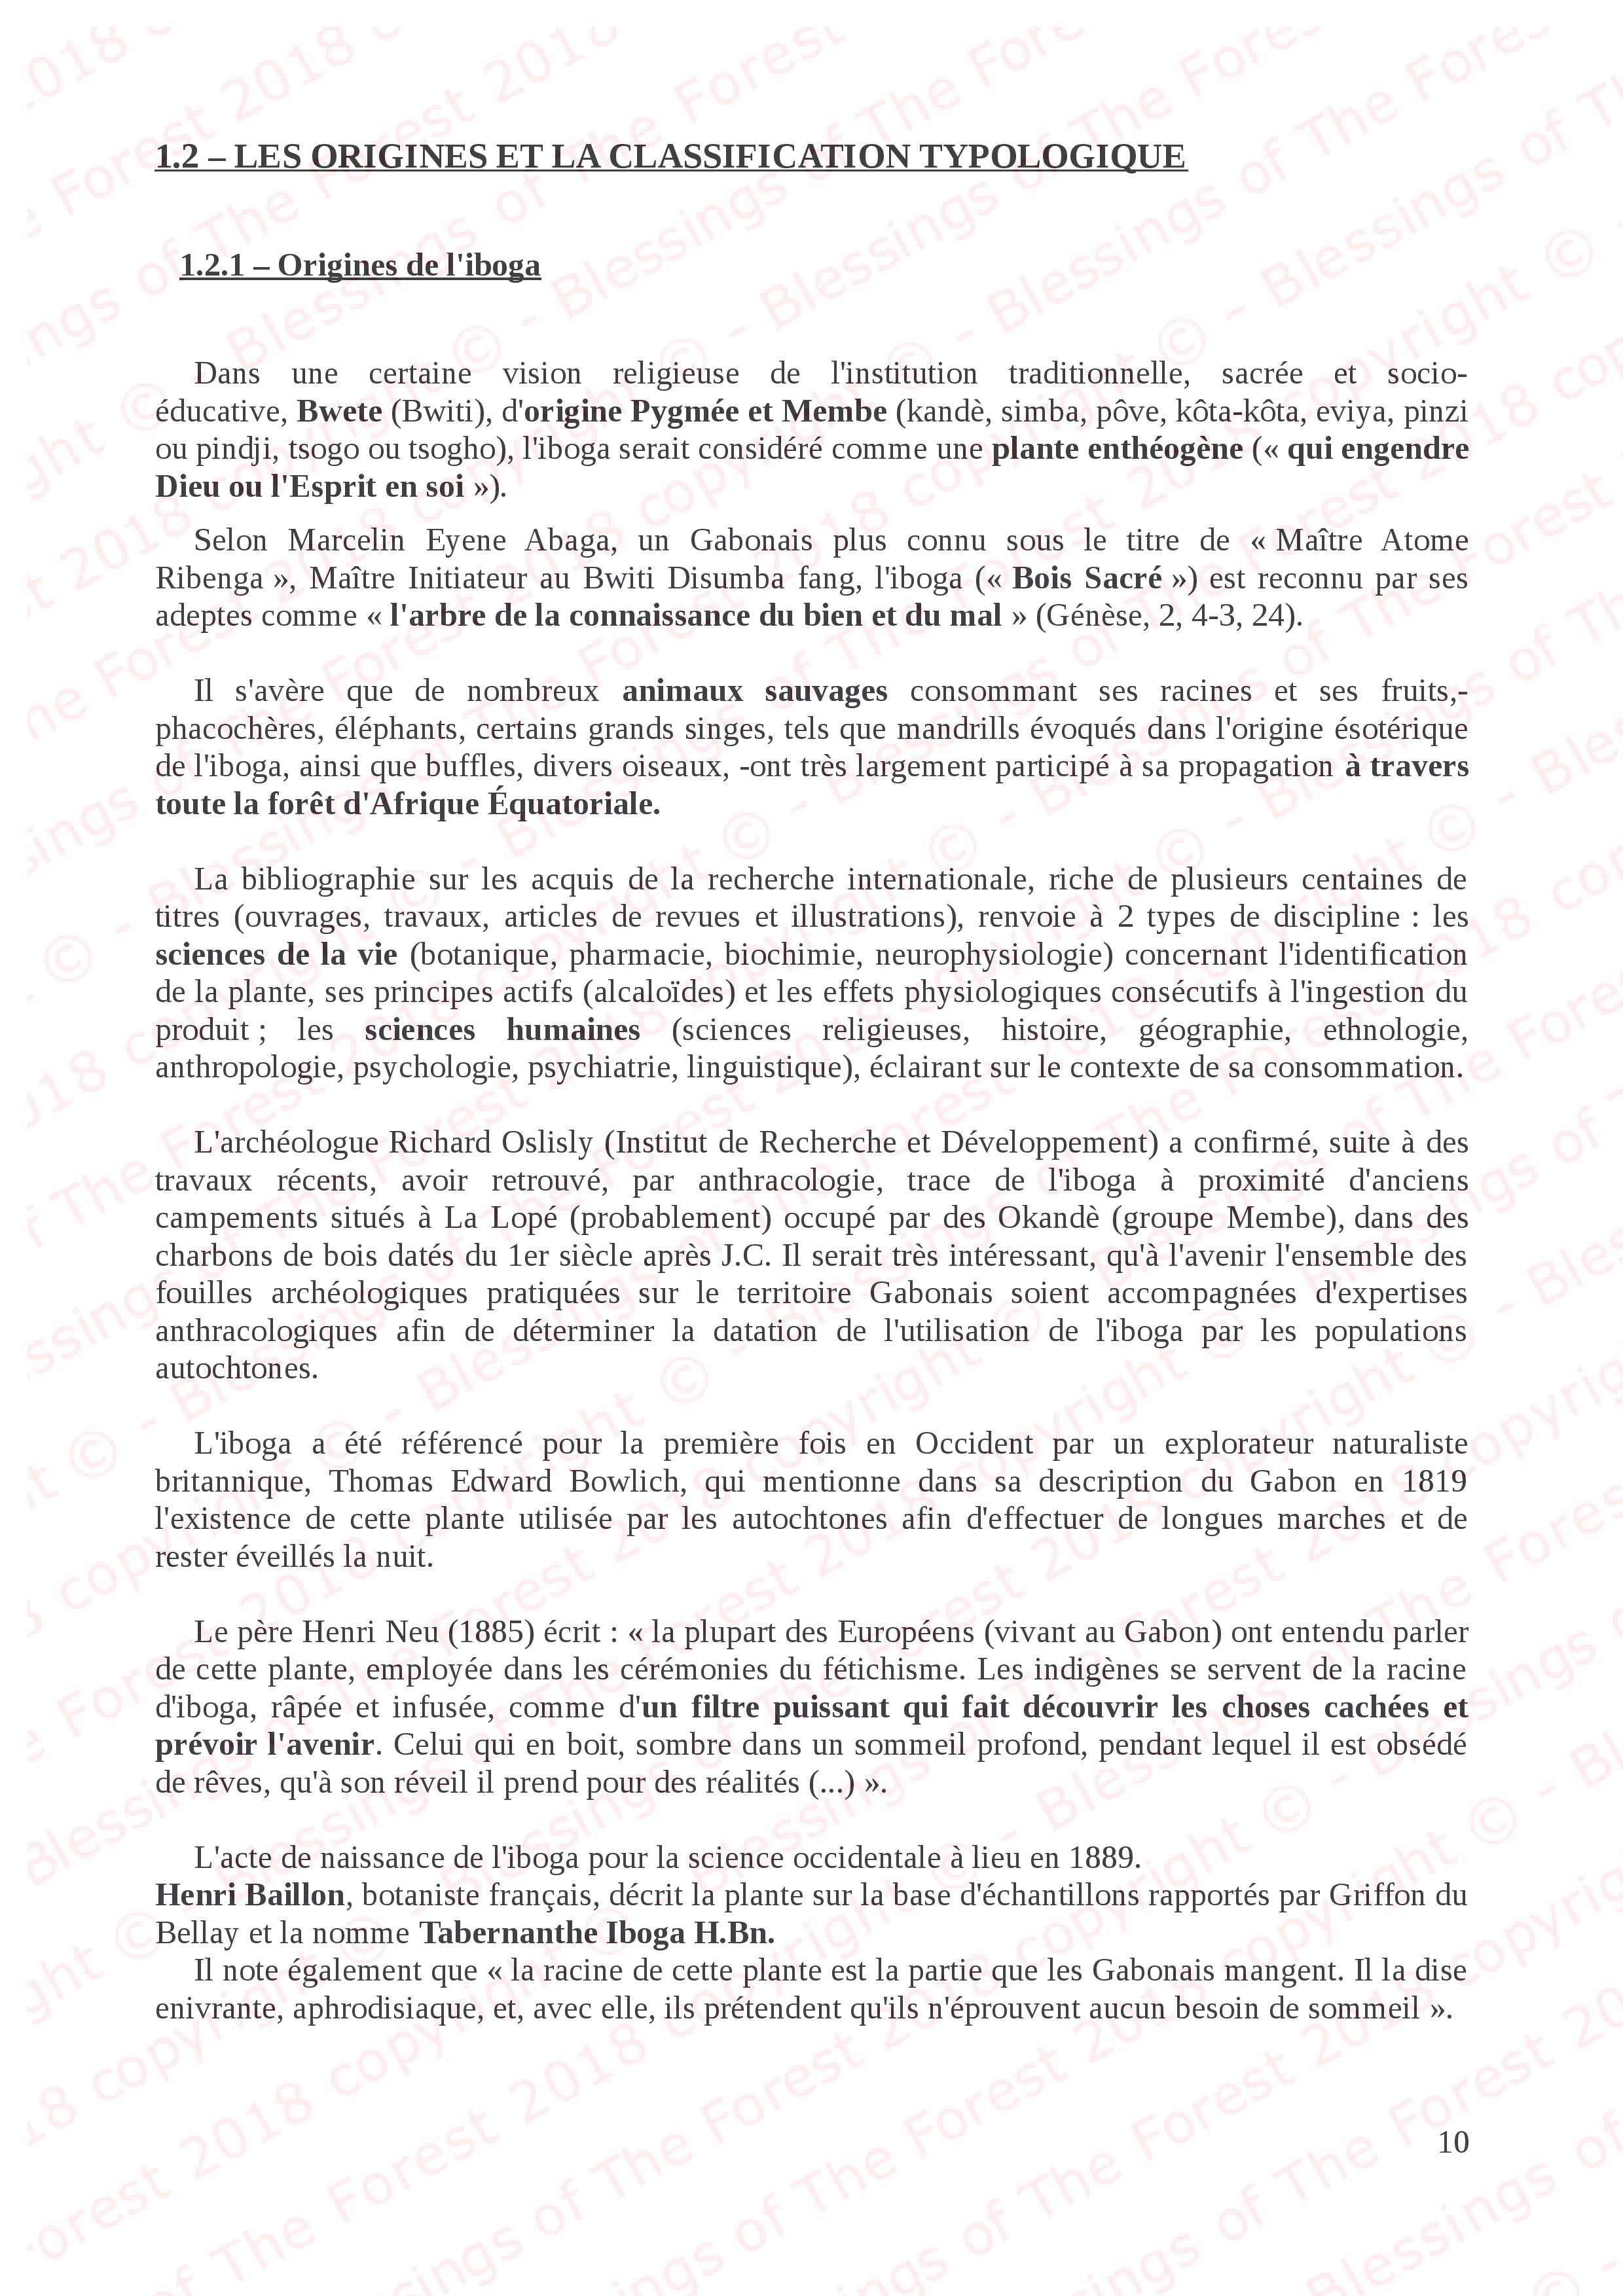 1.2 – LES ORIGINES ET LA CLASSIFICATION TYPOLOGIQUE
1.2.1 – Origines de l'iboga
Dans une certaine vision religieuse de l'institution traditionnelle, sacrée et socio-
éducative, Bwete (Bwiti), d'origine Pygmée et Membe (kandè, simba, pôve, kôta-kôta, eviya, pinzi
ou pindji, tsogo ou tsogho), l'iboga serait considéré comme une plante enthéogène (« qui engendre
Dieu ou l'Esprit en soi »).
Selon Marcelin Eyene Abaga, un Gabonais plus connu sous le titre de « Maître Atome
Ribenga », Maître Initiateur au Bwiti Disumba fang, l'iboga (« Bois Sacré ») est reconnu par ses
adeptes comme « l'arbre de la connaissance du bien et du mal » (Génèse, 2, 4-3, 24).
Il s'avère que de nombreux animaux sauvages consommant ses racines et ses fruits,-
phacochères, éléphants, certains grands singes, tels que mandrills évoqués dans l'origine ésotérique
de l'iboga, ainsi que buffles, divers oiseaux, -ont très largement participé à sa propagation à travers
toute la forêt d'Afrique Équatoriale.
La bibliographie sur les acquis de la recherche internationale, riche de plusieurs centaines de
titres (ouvrages, travaux, articles de revues et illustrations), renvoie à 2 types de discipline : les
sciences de la vie (botanique, pharmacie, biochimie, neurophysiologie) concernant l'identification
de la plante, ses principes actifs (alcaloïdes) et les effets physiologiques consécutifs à l'ingestion du
produit ; les sciences humaines (sciences religieuses, histoire, géographie, ethnologie,
anthropologie, psychologie, psychiatrie, linguistique), éclairant sur le contexte de sa consommation.
L'archéologue Richard Oslisly (Institut de Recherche et Développement) a confirmé, suite à des
travaux récents, avoir retrouvé, par anthracologie, trace de l'iboga à proximité d'anciens
campements situés à La Lopé (probablement) occupé par des Okandè (groupe Membe), dans des
charbons de bois datés du 1er siècle après J.C. Il serait très intéressant, qu'à l'avenir l'ensemble des
fouilles archéologiques pratiquées sur le territoire Gabonais soient accompagnées d'expertises
anthracologiques afin de déterminer la datation de l'utilisation de l'iboga par les populations
autochtones.
L'iboga a été référencé pour la première fois en Occident par un explorateur naturaliste
britannique, Thomas Edward Bowlich, qui mentionne dans sa description du Gabon en 1819
l'existence de cette plante utilisée par les autochtones afin d'effectuer de longues marches et de
rester éveillés la nuit.
Le père Henri Neu (1885) écrit : « la plupart des Européens (vivant au Gabon) ont entendu parler
de cette plante, employée dans les cérémonies du fétichisme. Les indigènes se servent de la racine
d'iboga, râpée et infusée, comme d'un filtre puissant qui fait découvrir les choses cachées et
prévoir l'avenir. Celui qui en boit, sombre dans un sommeil profond, pendant lequel il est obsédé
de rêves, qu'à son réveil il prend pour des réalités (...) ».
L'acte de naissance de l'iboga pour la science occidentale à lieu en 1889.
Henri Baillon, botaniste français, décrit la plante sur la base d'échantillons rapportés par Griffon du
Bellay et la nomme Tabernanthe Iboga H.Bn.
Il note également que « la racine de cette plante est la partie que les Gabonais mangent. Il la dise
enivrante, aphrodisiaque, et, avec elle, ils prétendent qu'ils n'éprouvent aucun besoin de sommeil ».
10
Blessings of The Forest 2018 copyright © - Blessings of The Forest 2018 copyright ©